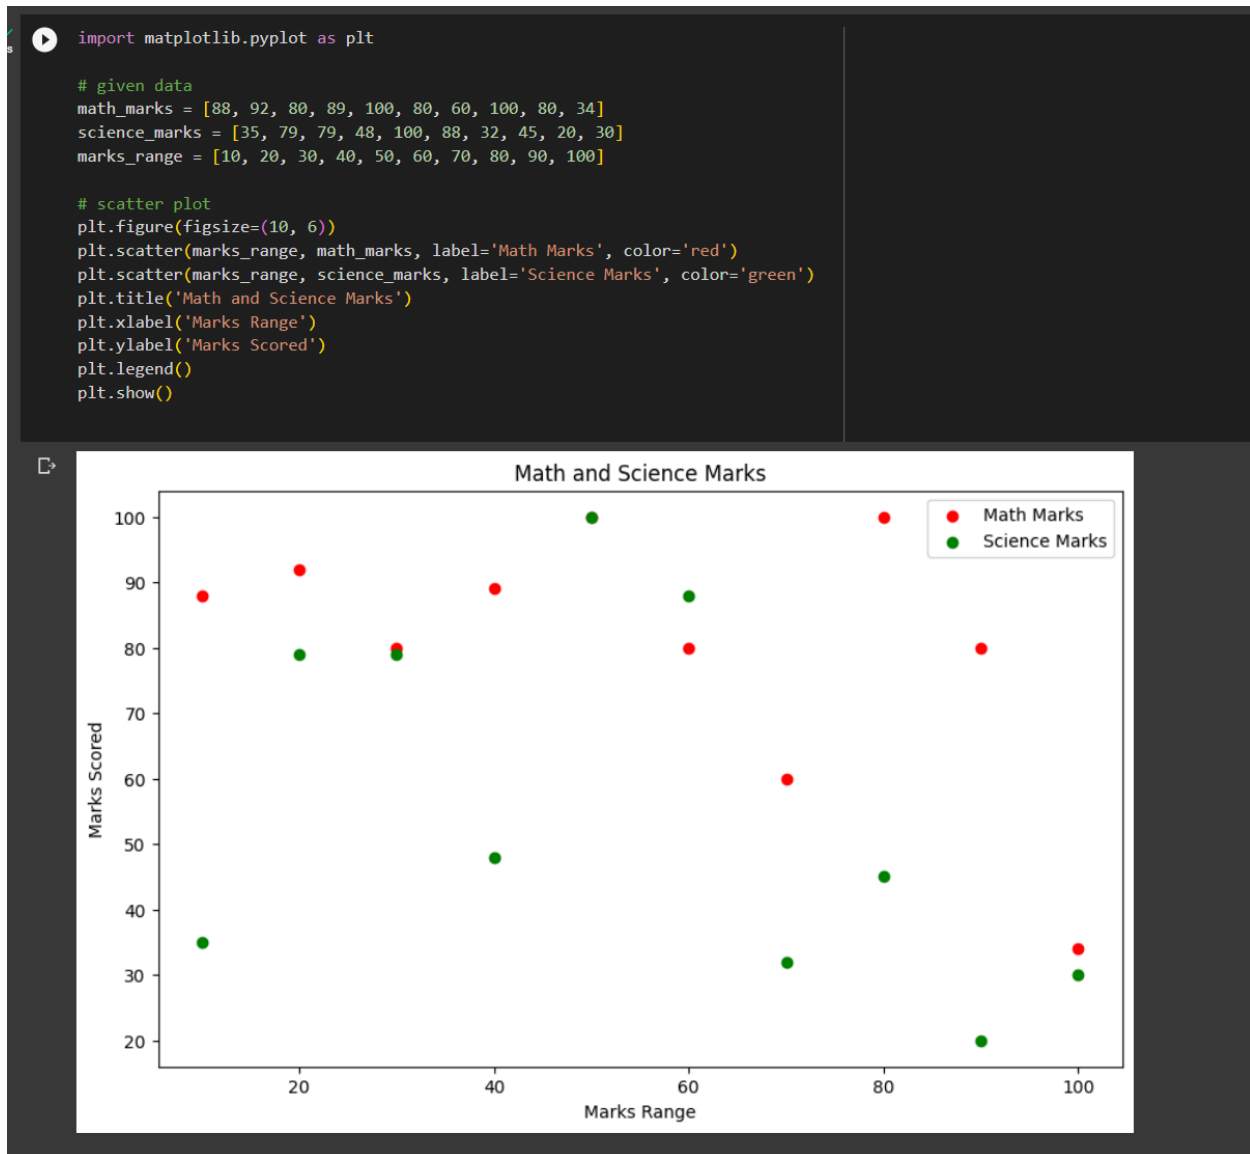 import matplotlib.pyplot as plt
# given data
math_marks = [88, 92, 80, 89, 100, 80, 60, 100, 80, 34]
science_marks = [35, 79, 79, 48, 100, 88, 32, 45, 20, 30]
marks_range = [10, 20, 30, 40, 50, 60, 70, 80, 90, 100]
# scatter plot
plt.figure(figsize=(10, 6))
plt.scatter(marks_range, math_marks, label='Math Marks', color='red')
plt.scatter(marks_range, science_marks, label='Science Marks', color='green')
plt.title('Math and Science Marks')
plt.xlabel('Marks Range')
plt.ylabel('Marks Scored')
plt.legend()
plt.show()
Math and Science Marks
Math Marks
Science Marks
Marks Scored
100
90
80
70
60
50
40
30
20
20 40 60 80 100
Marks Range